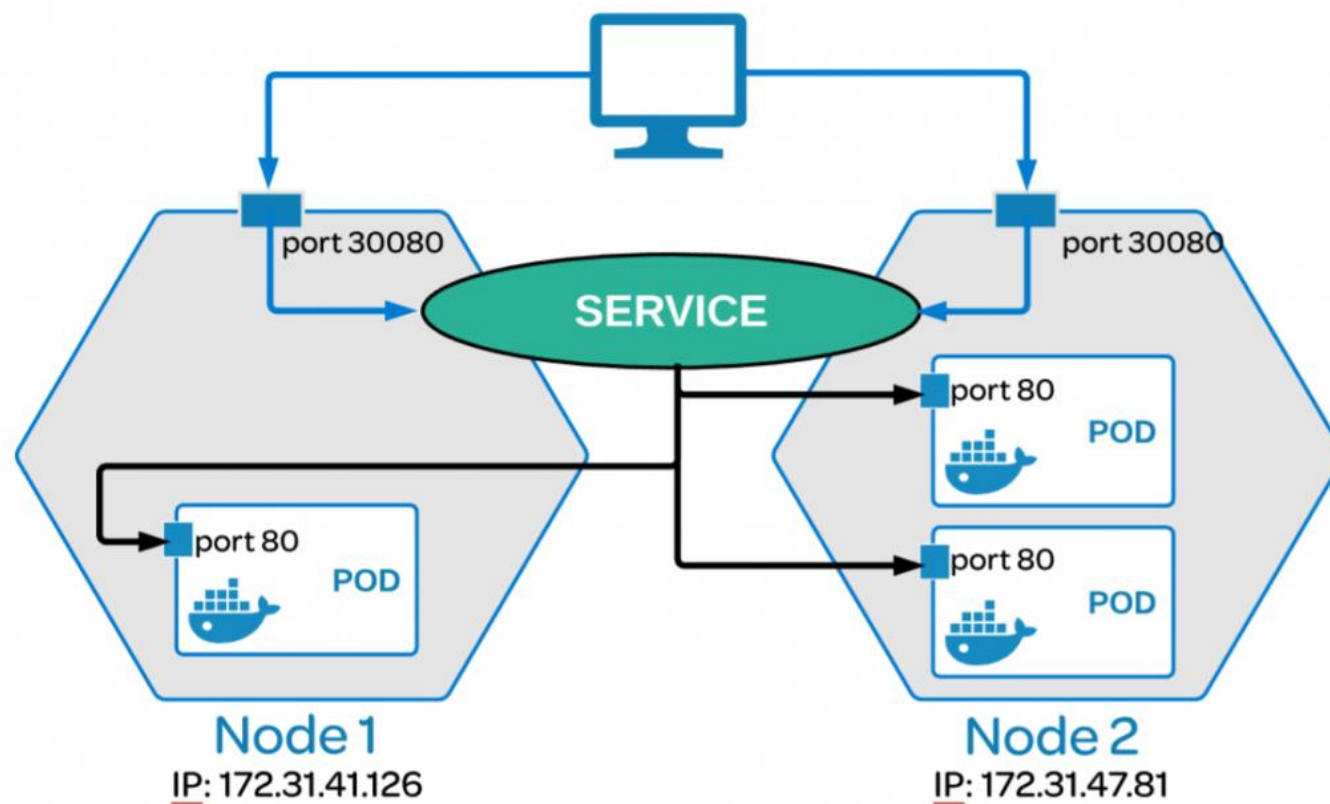 port 30080
port 30080
SERVICE
port 80
POD
port 80
POD
port 80
POD
Node 1
IP: 172.31.41.126
Node 2
IP: 172.31.47.81